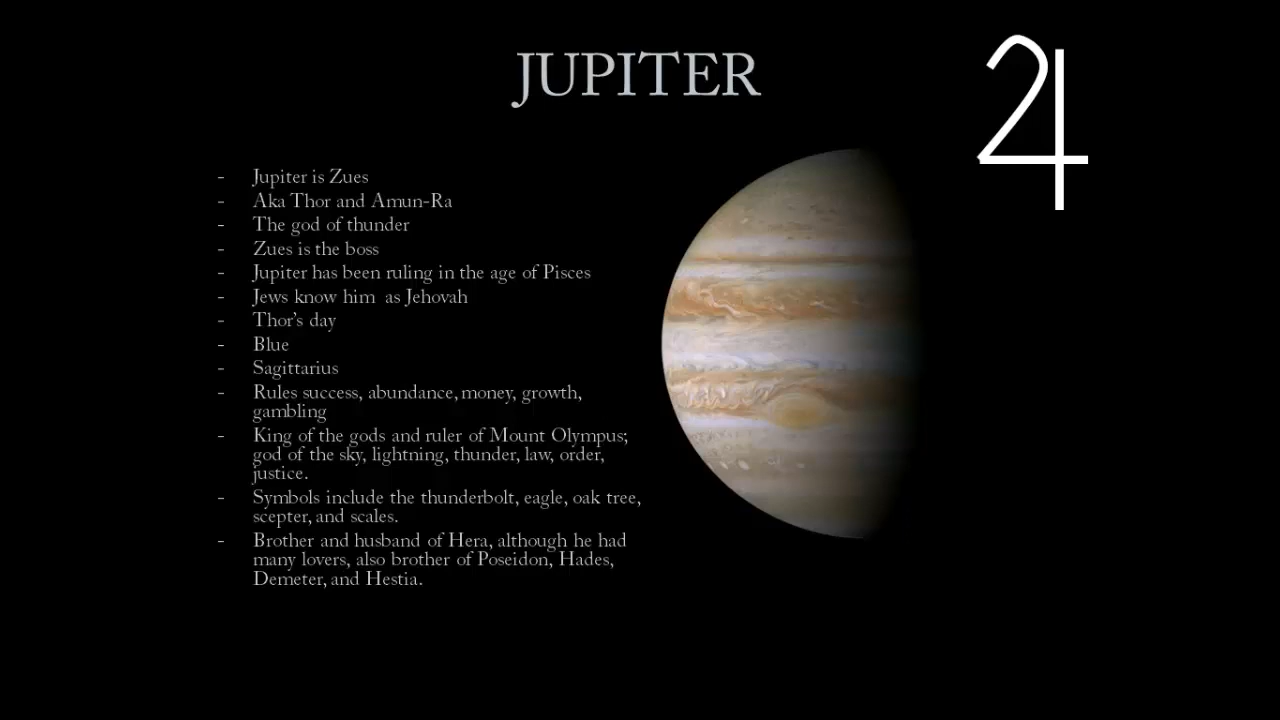 JUPITER
- Jupiter is Zues
- Aka Thor and Amun-Ra
- The god of thunder
- Zues is the boss
- Jupiter has been ruling in the age of Pisces
- Jews know him  as Jehovah
- Thor's day
- Blue
- Sagittarius
- Rules success, abundance, money, growth,
gambling
- King of the gods and ruler of Mount Olympus;
god of the sky, lightning, thunder, law, order,
justice.
- Symbols include the thunderbolt, eagle, oak tree,
scepter, and scales.
- Brother and husband of Hera, although he had
many lovers, also brother of Poseidon, Hades,
Demeter, and Hestia.